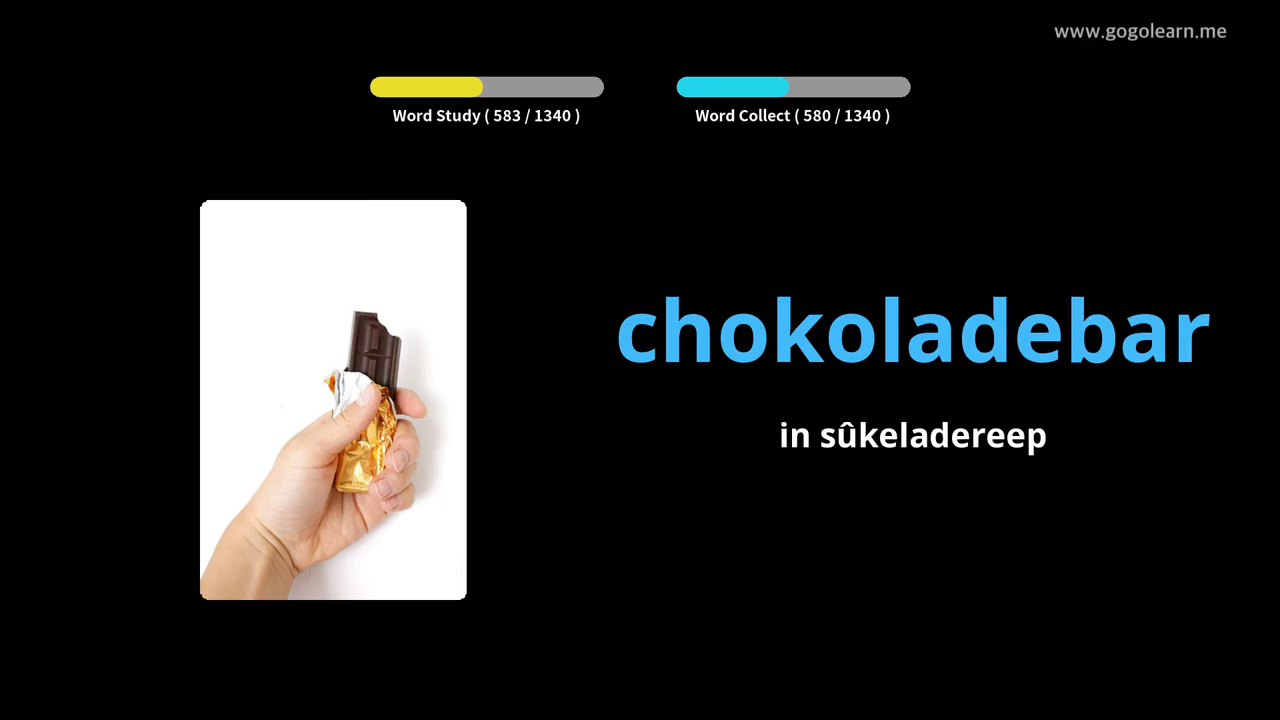 www.gogolearn.me
Word Study ( 583 / 1340 )
Word Collect ( 580 / 1340 )
chokoladebar
in sûkeladereep